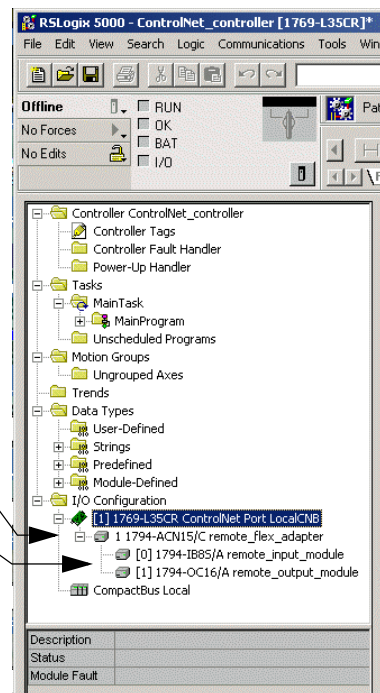 RSLogix 5000 - ControlNet_controller [1769-L35CR]*
File Edit View Search Logic Communications Tools Win
Offline RUN
No Forces OK
No Edits BAT
I/O
Pat
Controller ControlNet_controller
Controller Tags
Controller Fault Handler
Power-Up Handler
Tasks
MainTask
MainProgram
Unscheduled Programs
Motion Groups
Ungrouped Axes
Trends
Data Types
User-Defined
Strings
Predefined
Module-Defined
I/O Configuration
[1] 1769-L35CR ControlNet Port LocalCNB
1 1794-ACN15/C remote_flex_adapter
[0] 1794-IB8S/A remote_input_module
[1] 1794-OC16/A remote_output_module
CompactBus Local
Description
Status
Module Fault